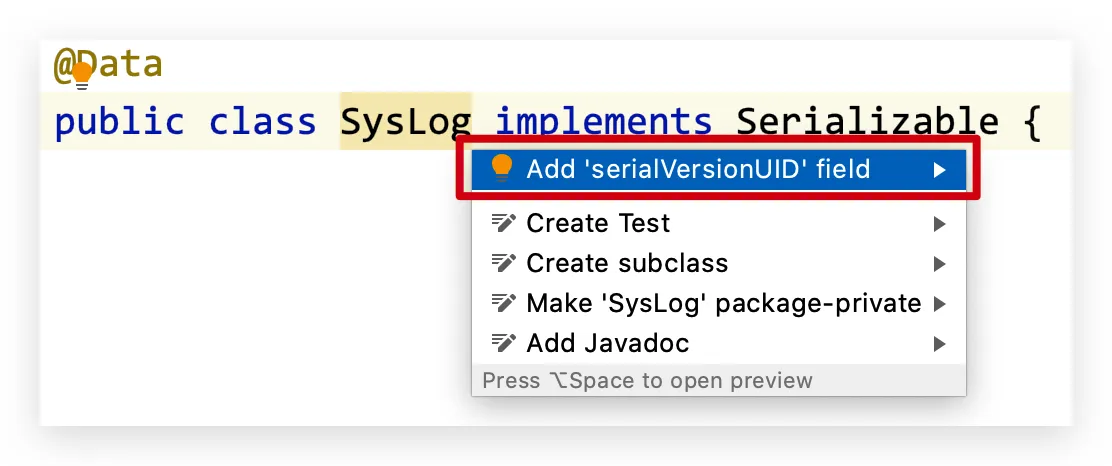 @Data
public class SysLog implements Serializable {
Add 'serialVersionUID' field
Create Test
Create subclass
Make 'SysLog' package-private
Add Javadoc
Press ⌥Space to open preview